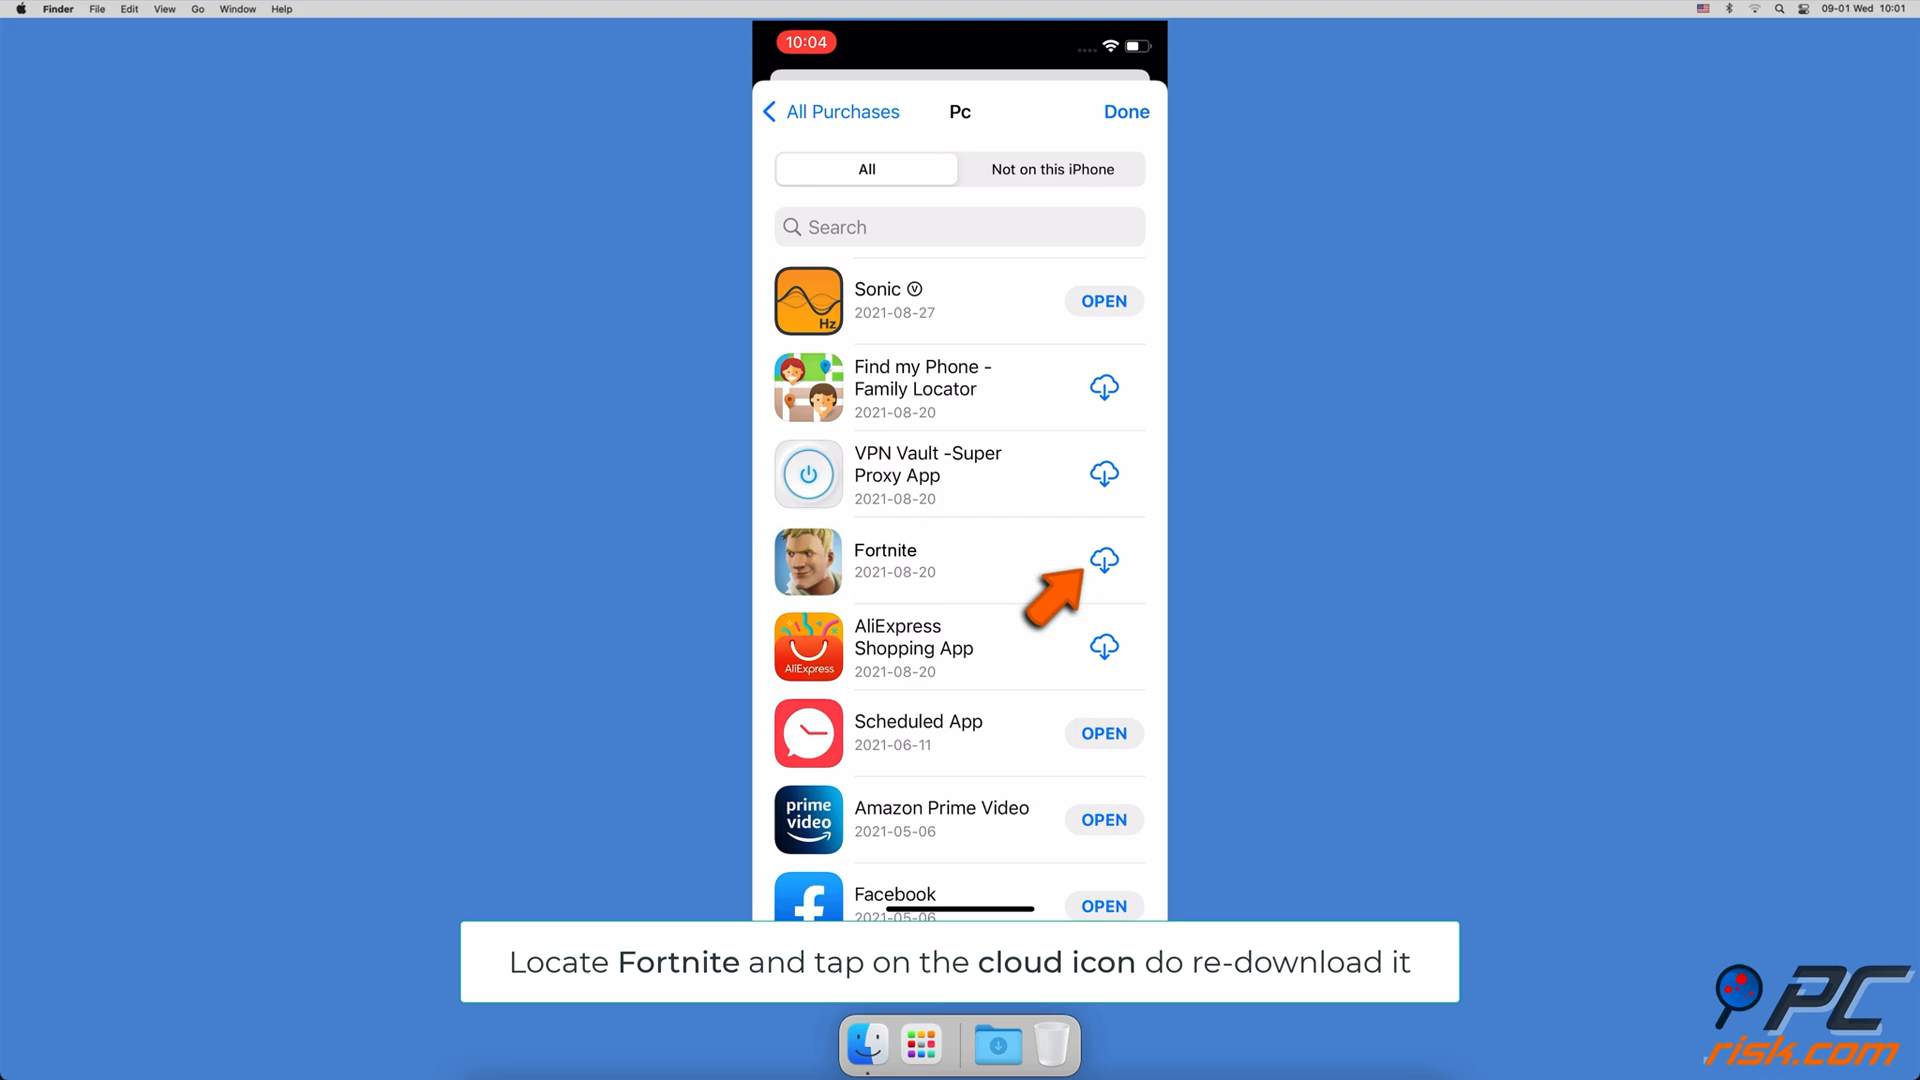 Finder File Edit View Go Window Help
09-01 Wed 10:01
10:04
All Purchases Pc Done
All Not on this iPhone
Search
Hz
Sonic Ⓥ
2021-08-27
OPEN
Find my Phone -
Family Locator
2021-08-20
VPN Vault -Super
Proxy App
2021-08-20
Fortnite
2021-08-20
AliExpress
AliExpress
Shopping App
2021-08-20
Scheduled App
2021-06-11
OPEN
prime
video
Amazon Prime Video
2021-05-06
OPEN
Facebook
2021-05-06
OPEN
Locate Fortnite and tap on the cloud icon do re-download it
PC
risk.com